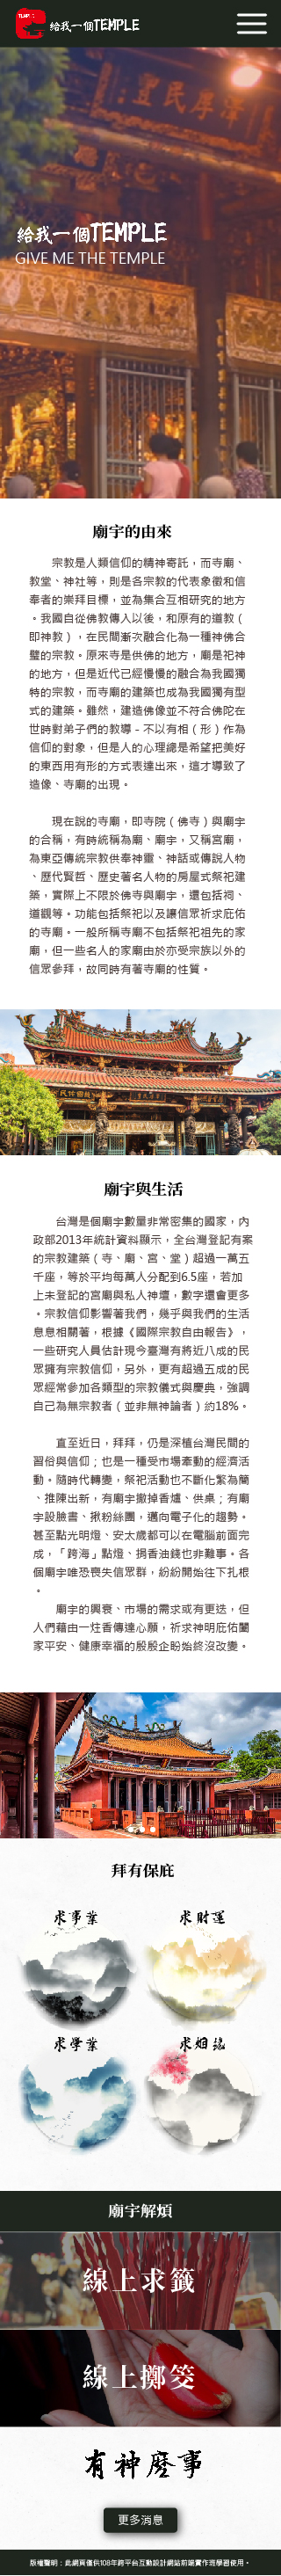 給我一個TEMPLE
給我一個TEMPLE
GIVE ME THE TEMPLE
廟宇的由來
宗教是人類信仰的精神寄託，而寺廟、
教堂、神社等，則是各宗教的代表象徵和信
奉者的崇拜目標，並為集合互相研究的地方
。我國自從佛教傳入以後，和原有的道教（
即神教），在民間漸次融合化為一種神佛合
璧的宗教。原來寺是供佛的地方，廟是祀神
的地方，但是近代已經慢慢的融合為我國獨
特的宗教，而寺廟的建築也成為我國獨有型
式的建築。雖然，建造佛像並不符合佛陀在
世時對弟子們的教導－不以有相（形）作為
信仰的對象，但是人的心理總是希望把美好
的東西用有形的方式表達出來，這才導致了
造像、寺廟的出現。
現在說的寺廟，即寺院（佛寺）與廟宇
的合稱，有時統稱為廟、廟宇，又稱宮廟，
為東亞傳統宗教供奉神靈、神話或傳說人物
、歷代賢哲、歷史著名人物的房屋式祭祀建
築，實際上不限於佛寺與廟宇，還包括祠、
道觀等。功能包括祭祀以及讓信眾祈求庇佑
的寺廟。一般所稱寺廟不包括祭祀祖先的家
廟，但一些名人的家廟由於亦受宗族以外的
信眾參拜，故同時有著寺廟的性質。
廟宇與生活
台灣是個廟宇數量非常密集的國家，內
政部2013年統計資料顯示，全台灣登記有案
的宗教建築（寺、廟、宮、堂）超過一萬五
千座，等於平均每萬人分配到6.5座，若加
上未登記的宮廟與私人神壇，數字還會更多
。宗教信仰影響著我們，幾乎與我們的生活
息息相關著，根據《國際宗教自由報告》，
一些研究人員估計現今臺灣有將近八成的民
眾擁有宗教信仰，另外，更有超過五成的民
眾經常參加各類型的宗教儀式與慶典，強調
自己為無宗教者（並非無神論者）約18%。
直至近日，拜拜，仍是深植台灣民間的
習俗與信仰；也是一種受市場牽動的經濟活
動。隨時代轉變，祭祀活動也不斷化繁為簡
、推陳出新，有廟宇撤掉香爐、供桌；有廟
宇設臉書、揪粉絲團，邁向電子化的趨勢。
甚至點光明燈、安太歲都可以在電腦前面完
成，「跨海」點燈、捐香油錢也非難事。各
個廟宇唯恐喪失信眾群，紛紛開始往下扎根
。
廟宇的興衰、市場的需求或有更迭，但
人們藉由一炷香傳達心願，祈求神明庇佑闔
家平安、健康幸福的殷殷企盼始終沒改變。
拜有保庇
求事業
求財運
求學業
求姻緣
廟宇解煩
線上求籤
線上擲筊
有神麼事
更多消息
版權聲明：此網頁僅供108年跨平台互動設計網站前端實作班學習使用。